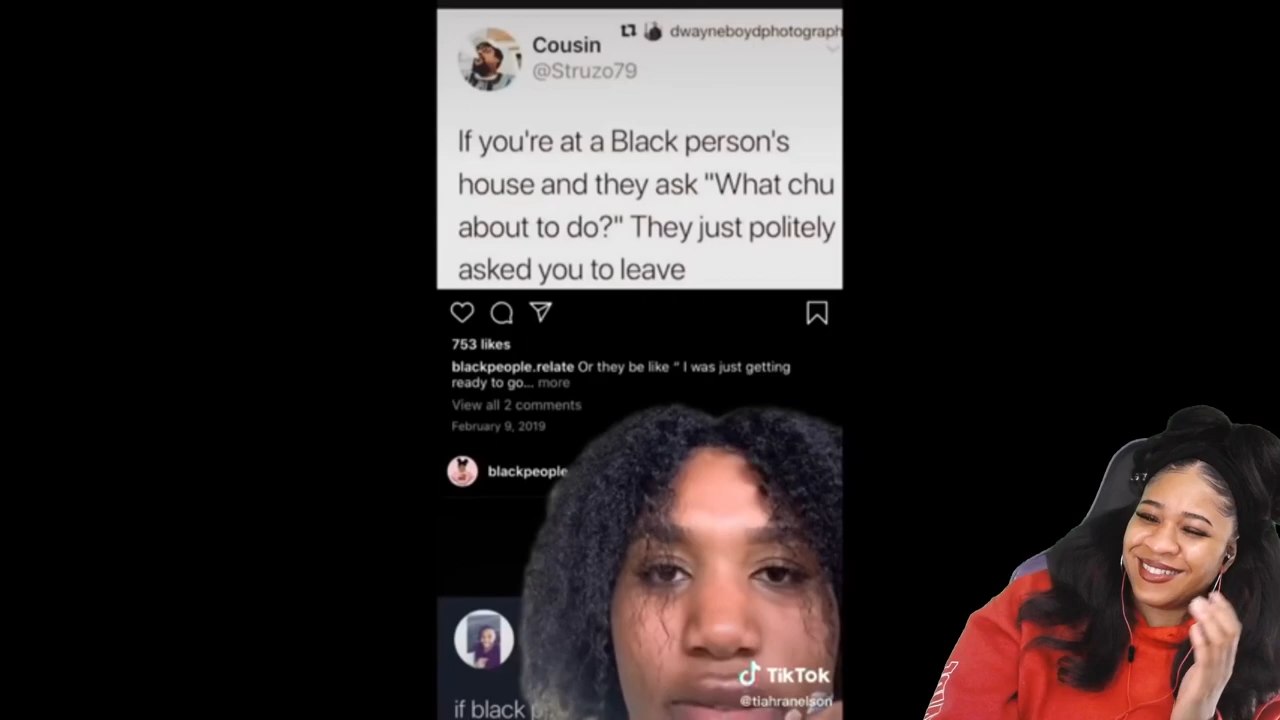 dwayneboydphotograph
Cousin
@Struzo79
If you're at a Black person's
house and they ask "What chu
about to do?" They just politely
asked you to leave
753 likes
blackpeople.relate Or they be like “ I was just getting
ready to go... more
View all 2 comments
February 9, 2019
blackpeople
if black
TikTok
@tiahranelson